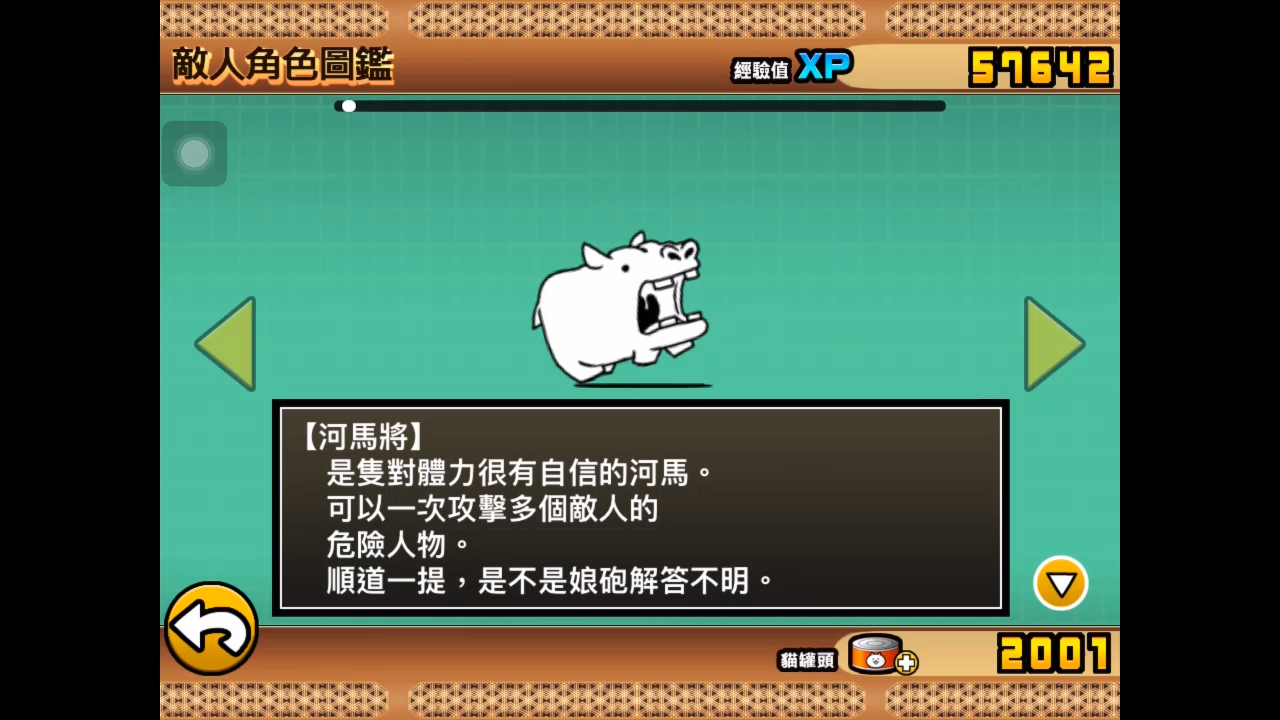 敵人角色圖鑑
經驗值 XP 57642
【河馬將】
是隻對體力很有自信的河馬。
可以一次攻擊多個敵人的
危險人物。
順道一提，是不是娘砲解答不明。
貓罐頭 2001